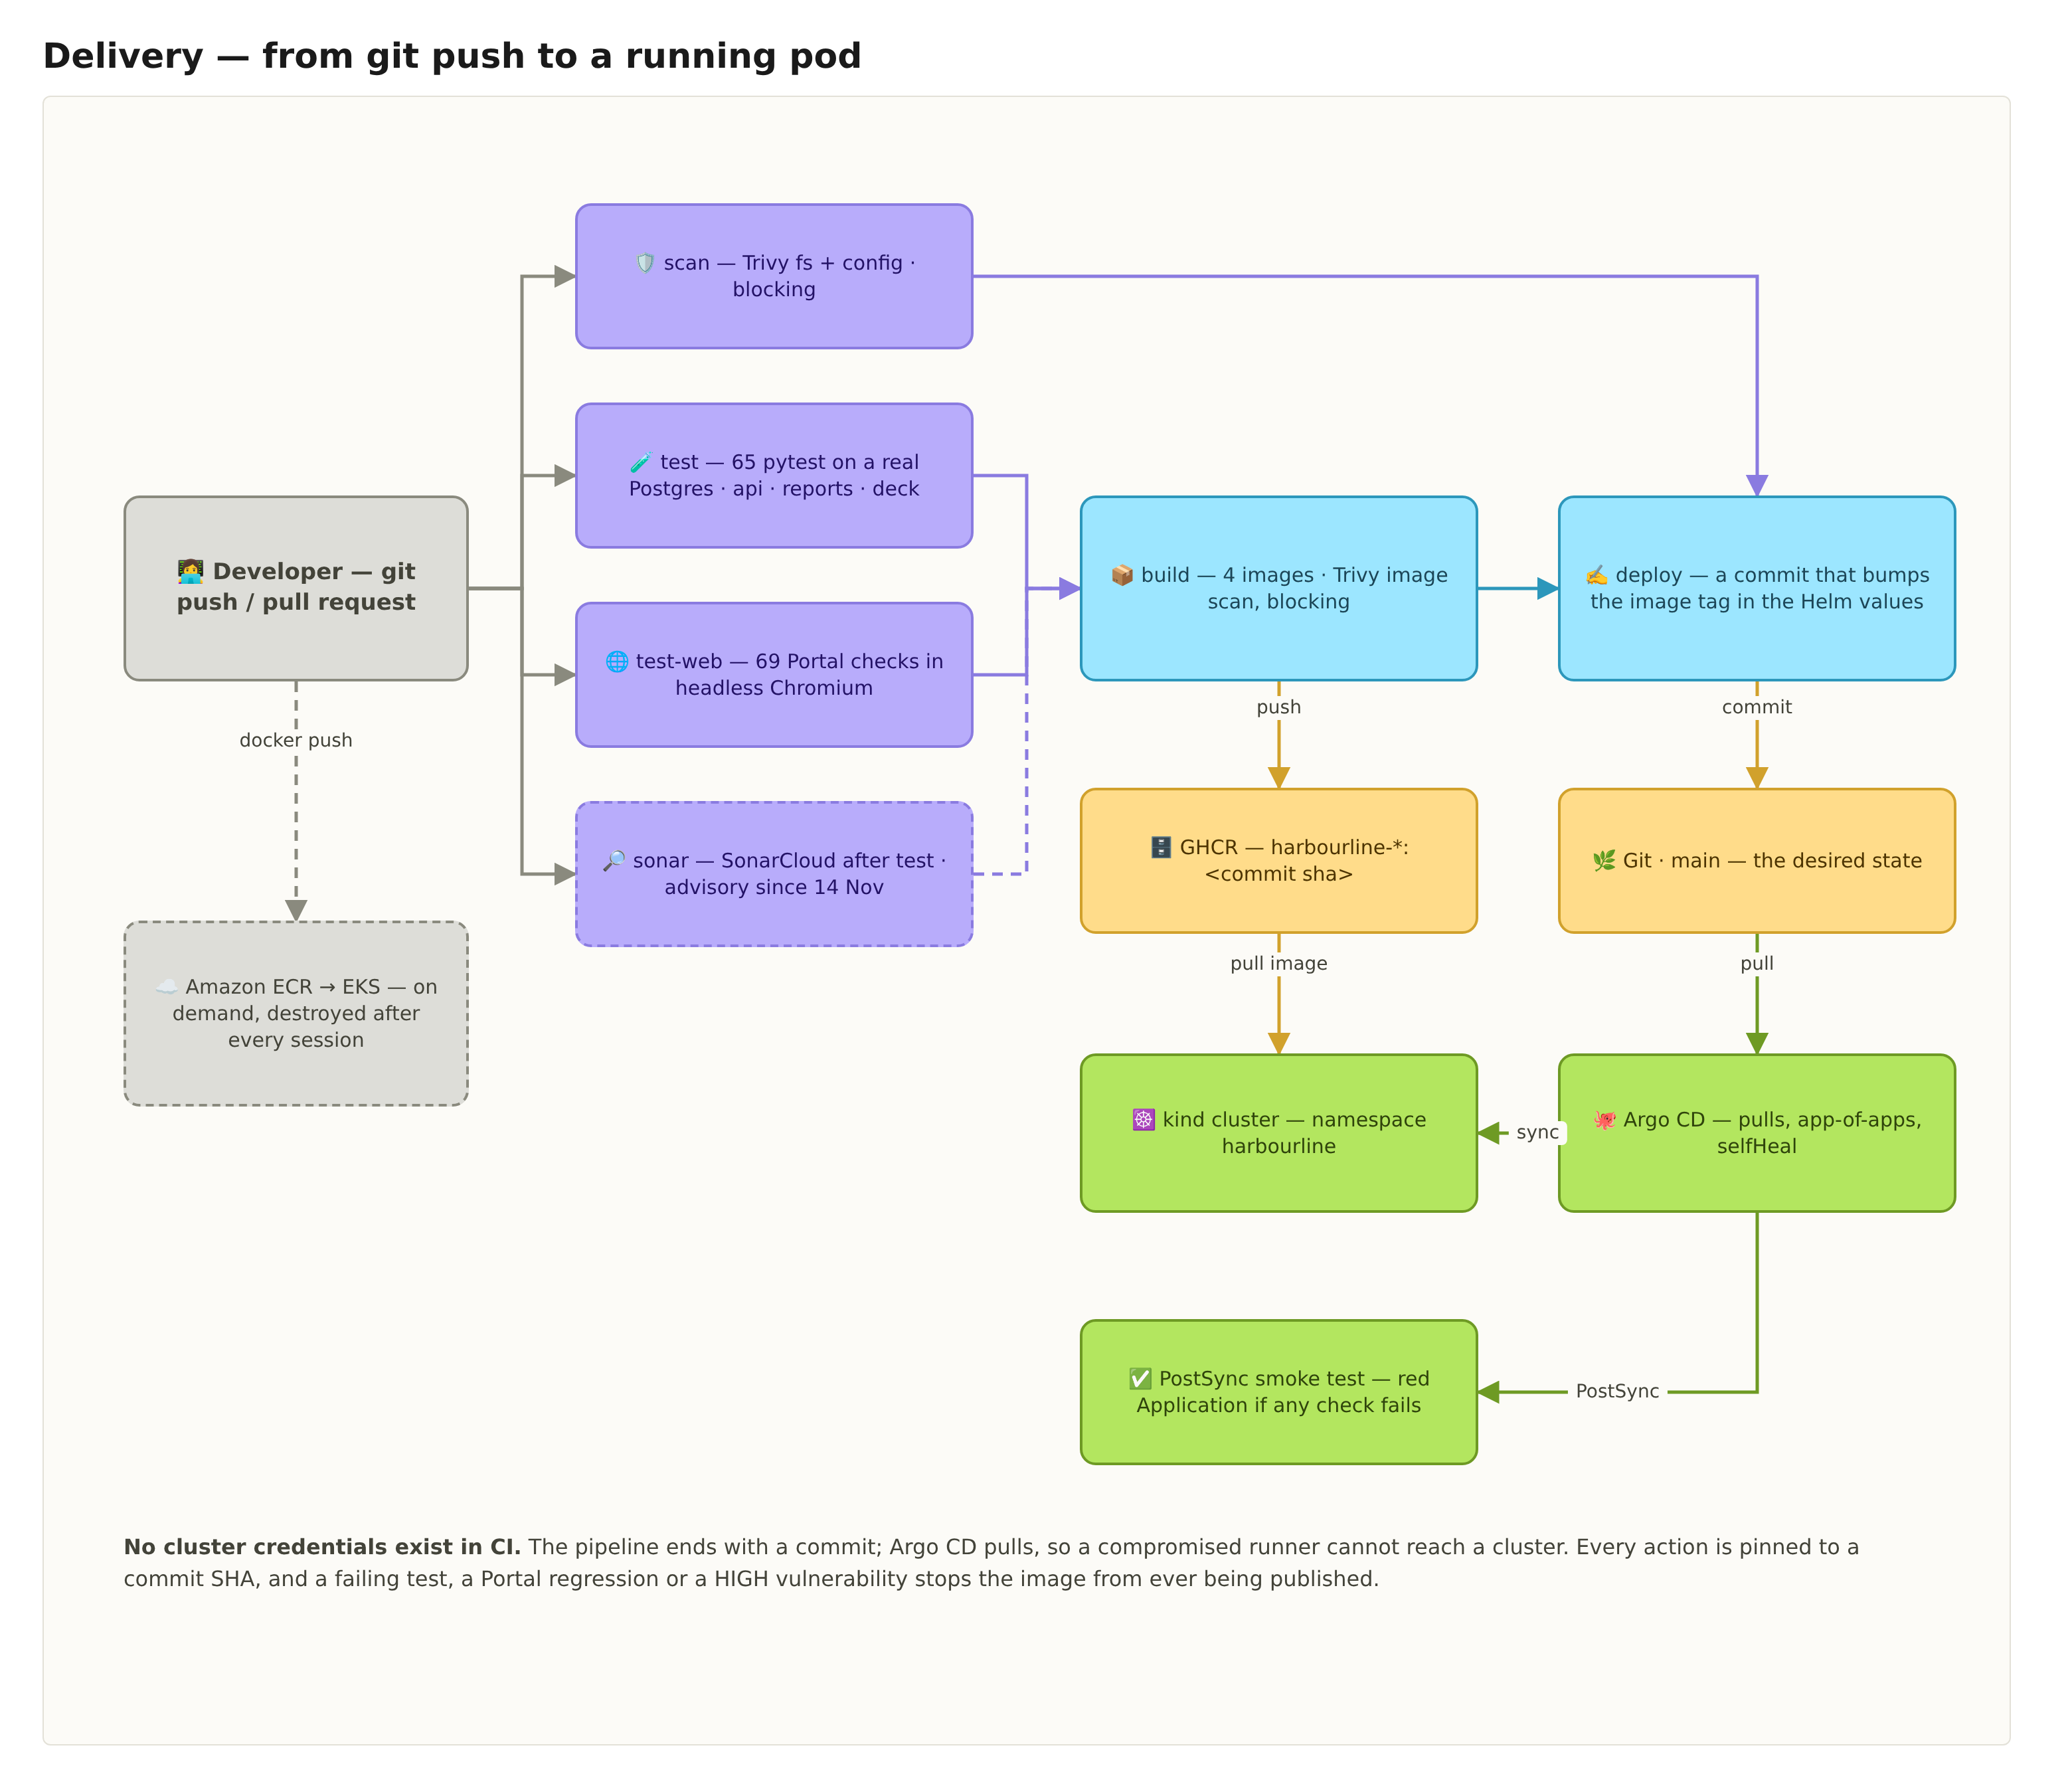 Delivery — from git push to a running pod
🛡️ scan — Trivy fs + config ·
blocking
🧪 test — 65 pytest on a real
Postgres · api · reports · deck
👩‍💻 Developer — git
push / pull request
📦 build — 4 images · Trivy image
scan, blocking
✍️ deploy — a commit that bumps
the image tag in the Helm values
🌐 test-web — 69 Portal checks in
headless Chromium
push
commit
docker push
🔎 sonar — SonarCloud after test ·
advisory since 14 Nov
🗄️ GHCR — harbourline-*:
<commit sha>
🌿 Git · main — the desired state
pull image
pull
☁️ Amazon ECR → EKS — on
demand, destroyed after
every session
☸️ kind cluster — namespace
harbourline
sync
🐙 Argo CD — pulls, app-of-apps,
selfHeal
✅ PostSync smoke test — red
Application if any check fails
PostSync
No cluster credentials exist in CI. The pipeline ends with a commit; Argo CD pulls, so a compromised runner cannot reach a cluster. Every action is pinned to a
commit SHA, and a failing test, a Portal regression or a HIGH vulnerability stops the image from ever being published.